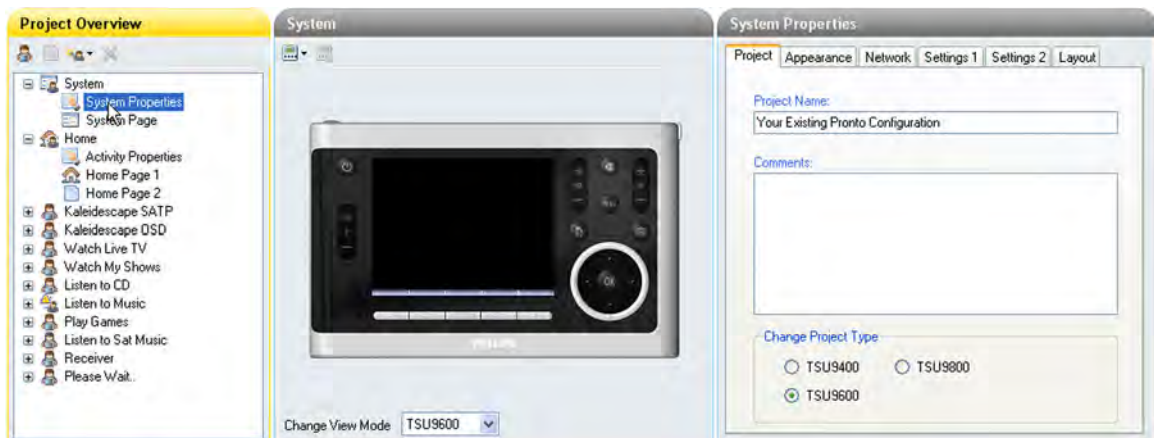 Project Overview
System
System Properties
System Page
Home
Activity Properties
Home Page 1
Home Page 2
Kaleidescape SATP
Kaleidescape OSD
Watch Live TV
Watch My Shows
Listen to CD
Listen to Music
Play Games
Listen to Sat Music
Receiver
Please Wait..
System
PHILIPS
Change View Mode TSU9600
System Properties
Project Appearance Network Settings 1 Settings 2 Layout
Project Name:
Your Existing Pronto Configuration
Comments:
Change Project Type
TSU9400 TSU9800
TSU9600